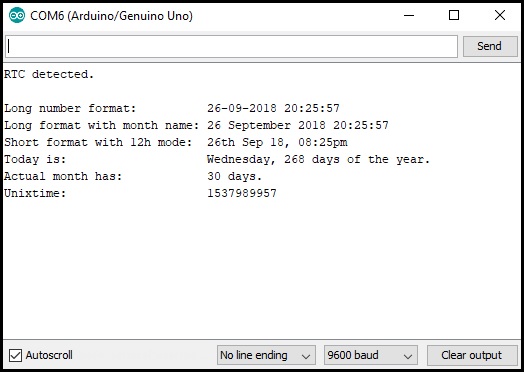 COM6 (Arduino/Genuino Uno)
Send
RTC detected.
Long number format: 26-09-2018 20:25:57
Long format with month name: 26 September 2018 20:25:57
Short format with 12h mode: 26th Sep 18, 08:25pm
Today is: Wednesday, 268 days of the year.
Actual month has: 30 days.
Unixtime: 1537989957
Autoscroll
No line ending
9600 baud
Clear output